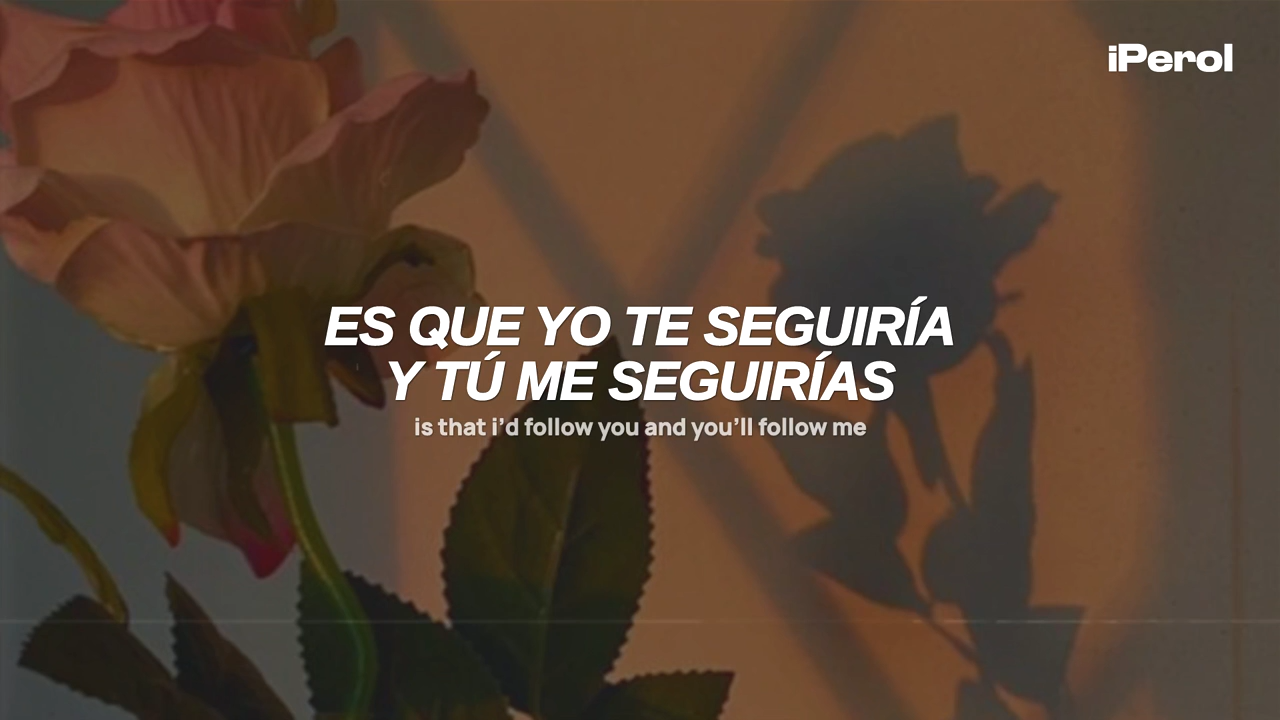 iPerol
ES QUE YO TE SEGUIRÍA
Y TÚ ME SEGUIRÍAS
is that i’d follow you and you’ll follow me